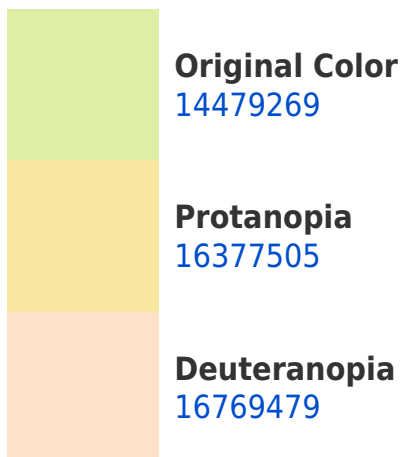 Original Color
14479269
Protanopia
16377505
Deuteranopia
16769479